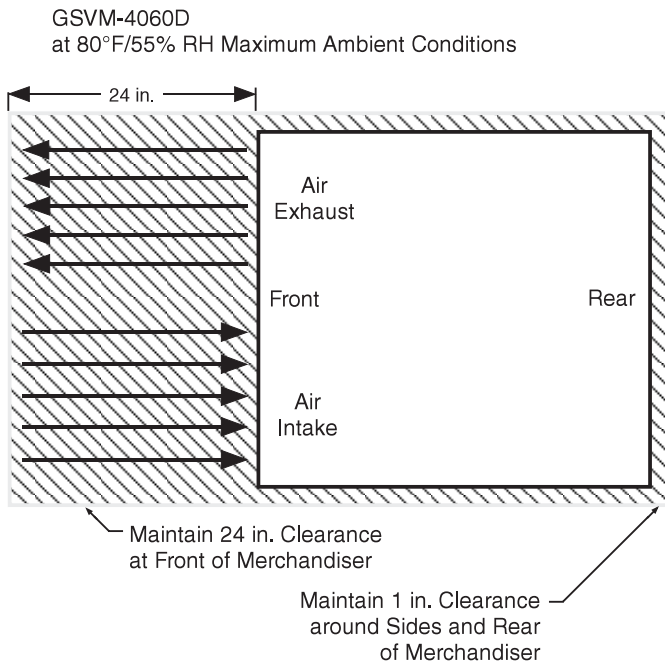 GSVM-4060D
at 80°F/55% RH Maximum Ambient Conditions
24 in.
Air
Exhaust
Front
Rear
Air
Intake
Maintain 24 in. Clearance
at Front of Merchandiser
Maintain 1 in. Clearance
around Sides and Rear
of Merchandiser